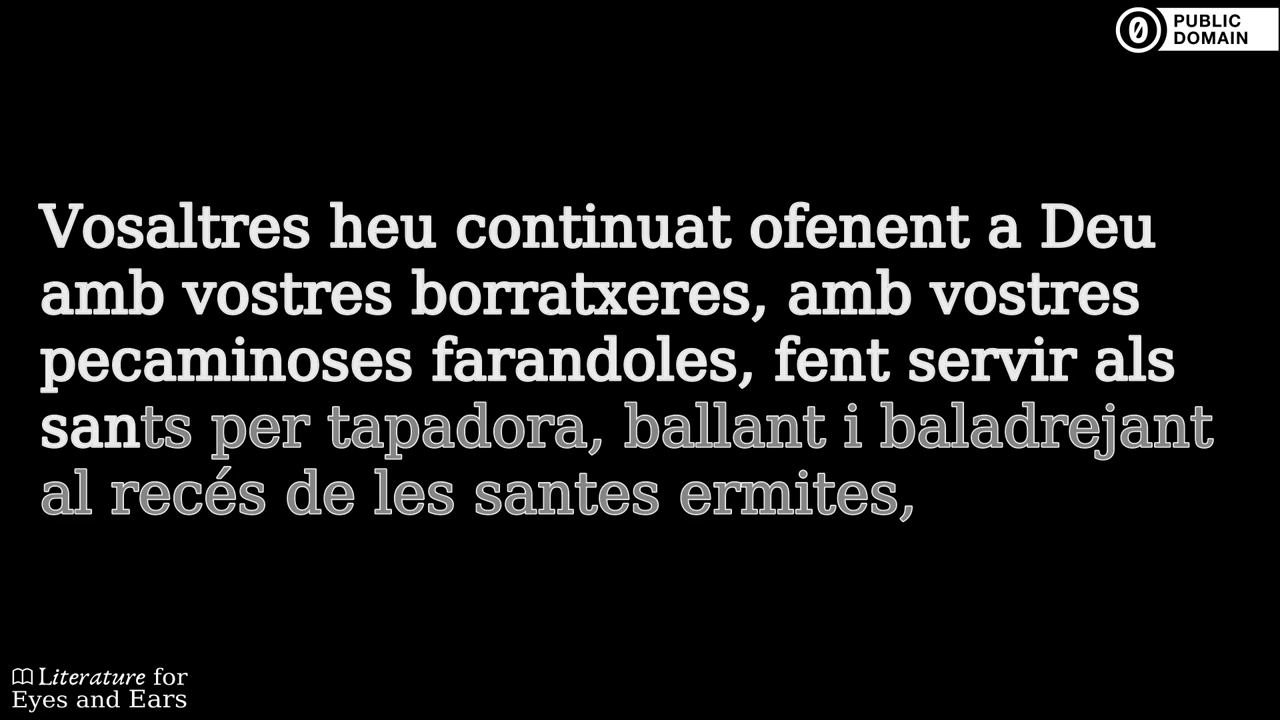 PUBLIC
DOMAIN
Vosaltres heu continuat ofenent a Deu
amb vostres borratxeres, amb vostres
pecaminoses farandoles, fent servir als
sants per tapadora, ballant i baladrejant
al recés de les santes ermites,
Literature for
Eyes and Ears